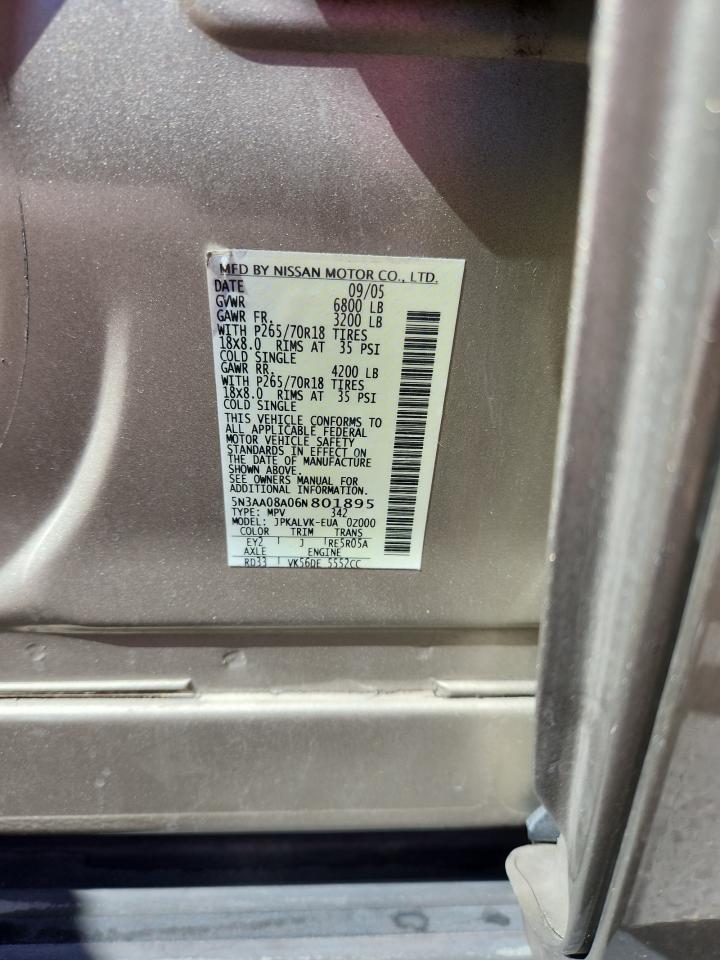 MFD BY NISSAN MOTOR CO., LTD.
DATE 09/05
GVWR 6800 LB
GAWR FR. 3200 LB
WITH P265/70R18 TIRES
18x8.0 RIMS AT 35 PSI
COLD SINGLE
GAWR RR. 4200 LB
WITH P265/70R18 TIRES
18x8.0 RIMS AT 35 PSI
COLD SINGLE
THIS VEHICLE CONFORMS TO
ALL APPLICABLE FEDERAL
MOTOR VEHICLE SAFETY
STANDARDS IN EFFECT ON
THE DATE OF MANUFACTURE
SHOWN ABOVE.
SEE OWNERS MANUAL FOR
ADDITIONAL INFORMATION.
5N3AA08A06N801895
TYPE: MPV 342
MODEL: JPKALVK-EUA 0Z000
COLOR TRIM TRANS
EY2 J RE5R05A
AXLE ENGINE
RD33 VK56DE 5552CC